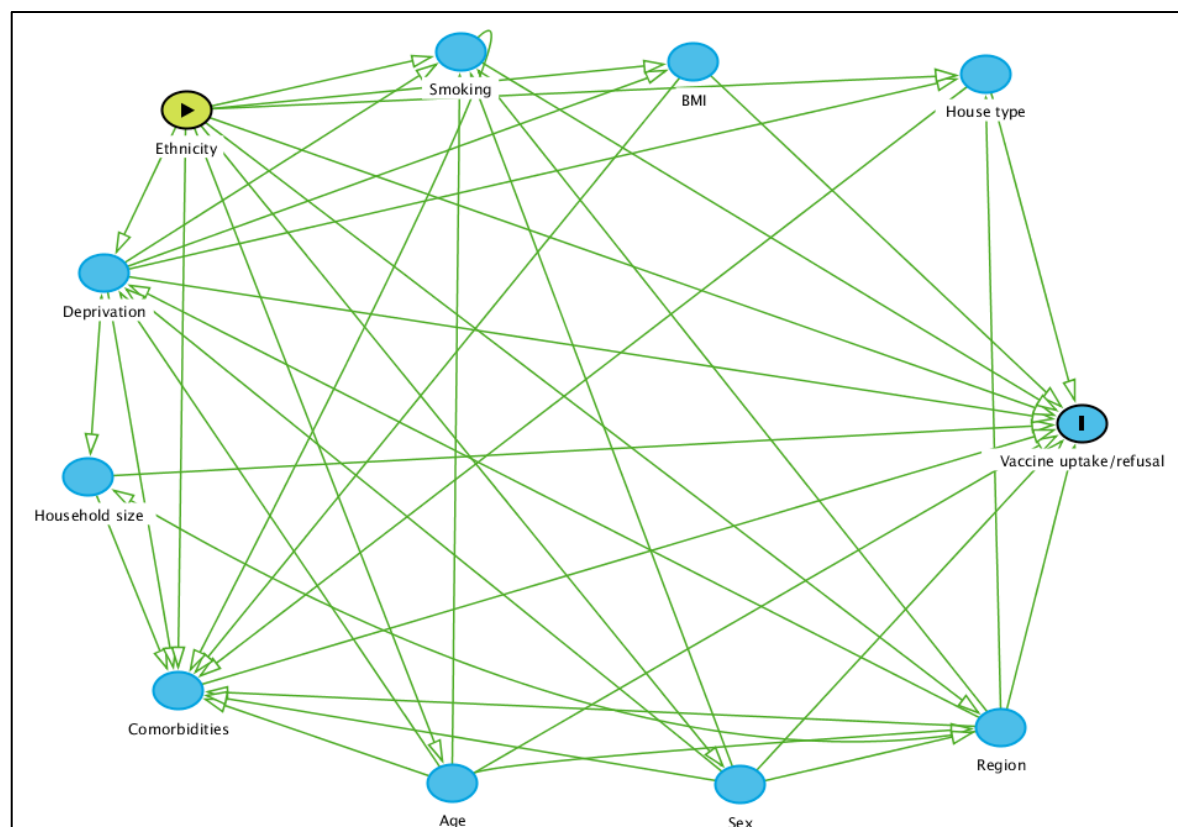 Smoking
BMI
House type
Ethnicity
Deprivation
Vaccine uptake/refusal
Household size
Comorbidities
Region
Age
Sex